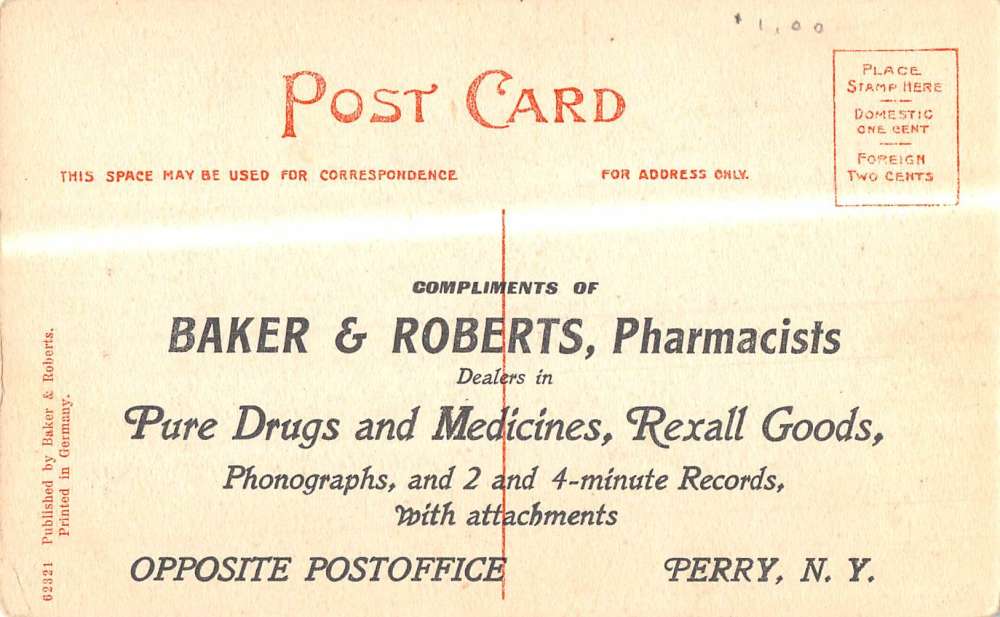 $1.00
POST CARD
PLACE
STAMP HERE
DOMESTIC
ONE CENT
FOREIGN
TWO CENTS
THIS SPACE MAY BE USED FOR CORRESPONDENCE
FOR ADDRESS ONLY.
COMPLIMENTS OF
BAKER & ROBERTS, Pharmacists
Dealers in
Pure Drugs and Medicines, Rexall Goods,
Phonographs, and 2 and 4-minute Records,
With attachments
OPPOSITE POSTOFFICE PERRY, N. Y.
62321 Published by Baker & Roberts.
Printed in Germany.